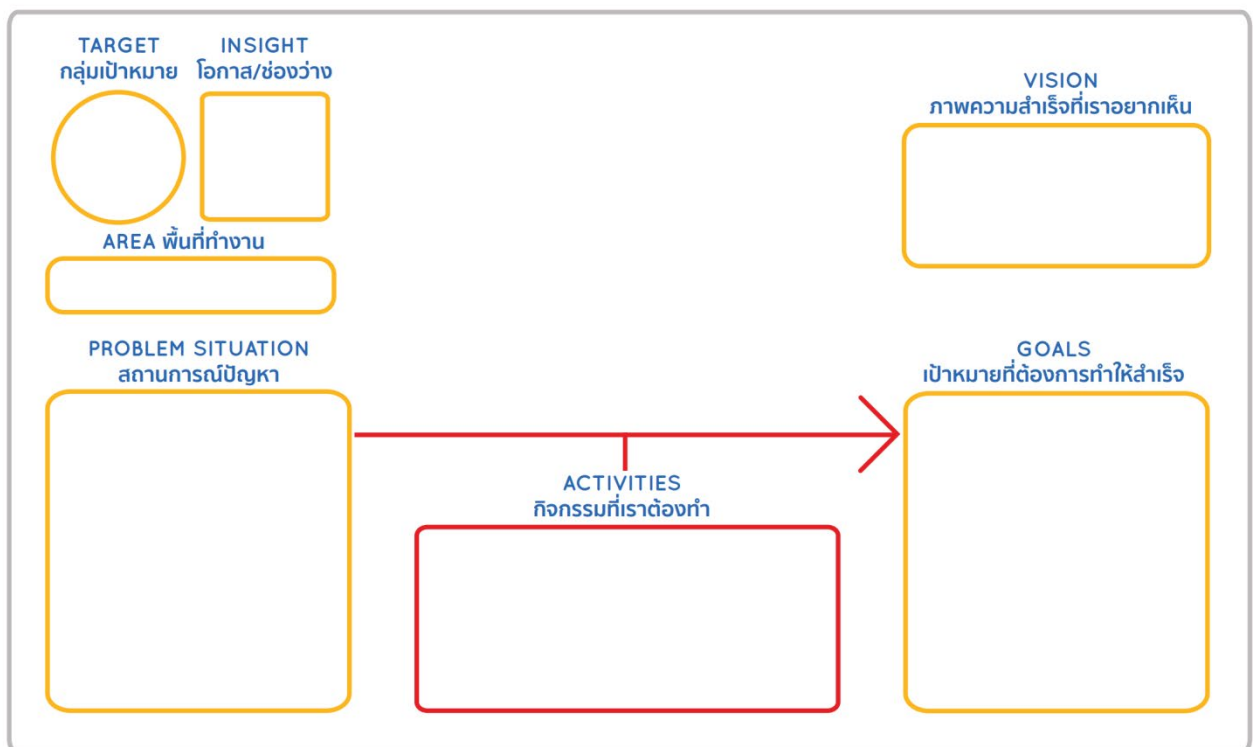 TARGET
กลุ่มเป้าหมาย
INSIGHT
โอกาส/ช่องว่าง
VISION
ภาพความสำเร็จที่เราอยากเห็น
AREA พื้นที่ทำงาน
PROBLEM SITUATION
สถานการณ์ปัญหา
GOALS
เป้าหมายที่ต้องการทำให้สำเร็จ
ACTIVITIES
กิจกรรมที่เราต้องทำ